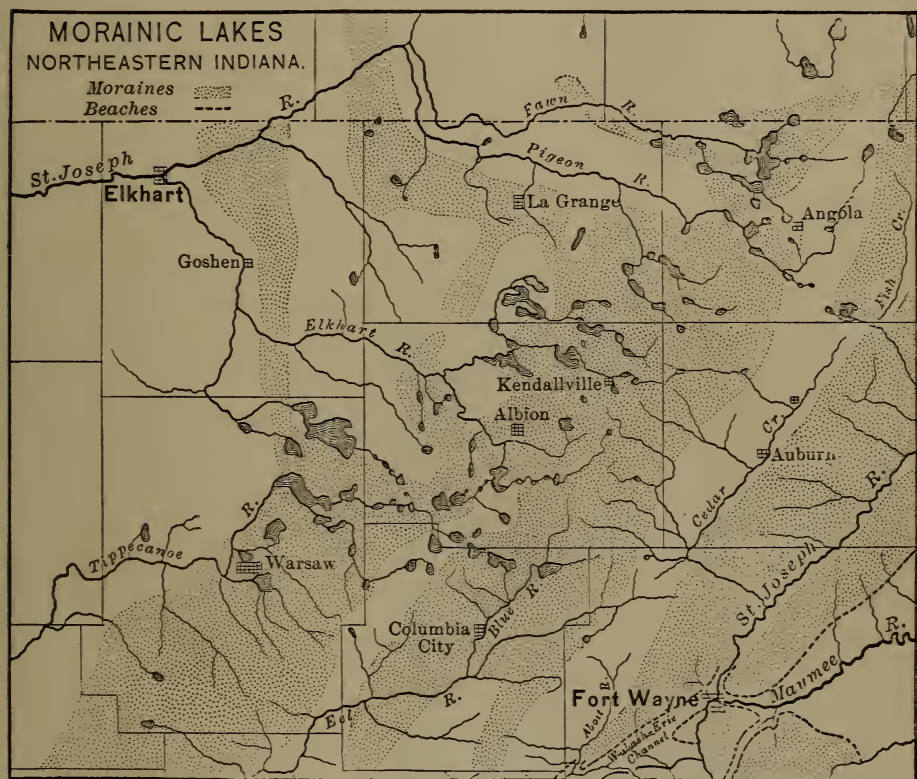 MORAINIC LAKES
NORTHEASTERN INDIANA.
Moraines
Beaches
R.
Fawn R.
St. Joseph
Elkhart
Pigeon R.
La Grange
Angola
Goshen
Fish Cr.
Elkhart R.
Kendallville
Albion
Cr.
Auburn
Cedar
R.
R.
Tippecanoe
Warsaw
St. Joseph
Blue R.
Columbia
City
R.
Maumee
Fort Wayne
Eel R.
Aboit R.
Wabash-Erie
Channel